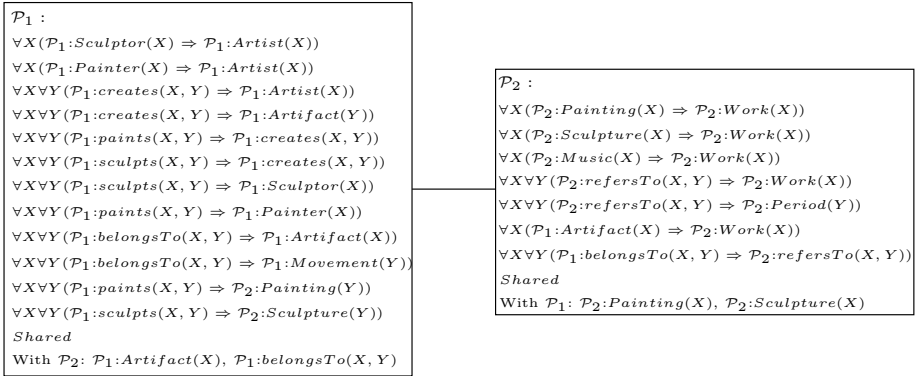 𝒫₁ :
∀X(𝒫₁:Sculptor(X) ⇒ 𝒫₁:Artist(X))
∀X(𝒫₁:Painter(X) ⇒ 𝒫₁:Artist(X))
∀X∀Y(𝒫₁:creates(X, Y) ⇒ 𝒫₁:Artist(X))
∀X∀Y(𝒫₁:creates(X, Y) ⇒ 𝒫₁:Artifact(Y))
∀X∀Y(𝒫₁:paints(X, Y) ⇒ 𝒫₁:creates(X, Y))
∀X∀Y(𝒫₁:sculpts(X, Y) ⇒ 𝒫₁:creates(X, Y))
∀X∀Y(𝒫₁:sculpts(X, Y) ⇒ 𝒫₁:Sculptor(X))
∀X∀Y(𝒫₁:paints(X, Y) ⇒ 𝒫₁:Painter(X))
∀X∀Y(𝒫₁:belongsTo(X, Y) ⇒ 𝒫₁:Artifact(X))
∀X∀Y(𝒫₁:belongsTo(X, Y) ⇒ 𝒫₁:Movement(Y))
∀X∀Y(𝒫₁:paints(X, Y) ⇒ 𝒫₂:Painting(Y))
∀X∀Y(𝒫₁:sculpts(X, Y) ⇒ 𝒫₂:Sculpture(Y))
Shared
With 𝒫₂: 𝒫₁:Artifact(X), 𝒫₁:belongsTo(X, Y)
𝒫₂ :
∀X(𝒫₂:Painting(X) ⇒ 𝒫₂:Work(X))
∀X(𝒫₂:Sculpture(X) ⇒ 𝒫₂:Work(X))
∀X(𝒫₂:Music(X) ⇒ 𝒫₂:Work(X))
∀X∀Y(𝒫₂:refersTo(X, Y) ⇒ 𝒫₂:Work(X))
∀X∀Y(𝒫₂:refersTo(X, Y) ⇒ 𝒫₂:Period(Y))
∀X(𝒫₁:Artifact(X) ⇒ 𝒫₂:Work(X))
∀X∀Y(𝒫₁:belongsTo(X, Y) ⇒ 𝒫₂:refersTo(X, Y))
Shared
With 𝒫₁: 𝒫₂:Painting(X), 𝒫₂:Sculpture(X)